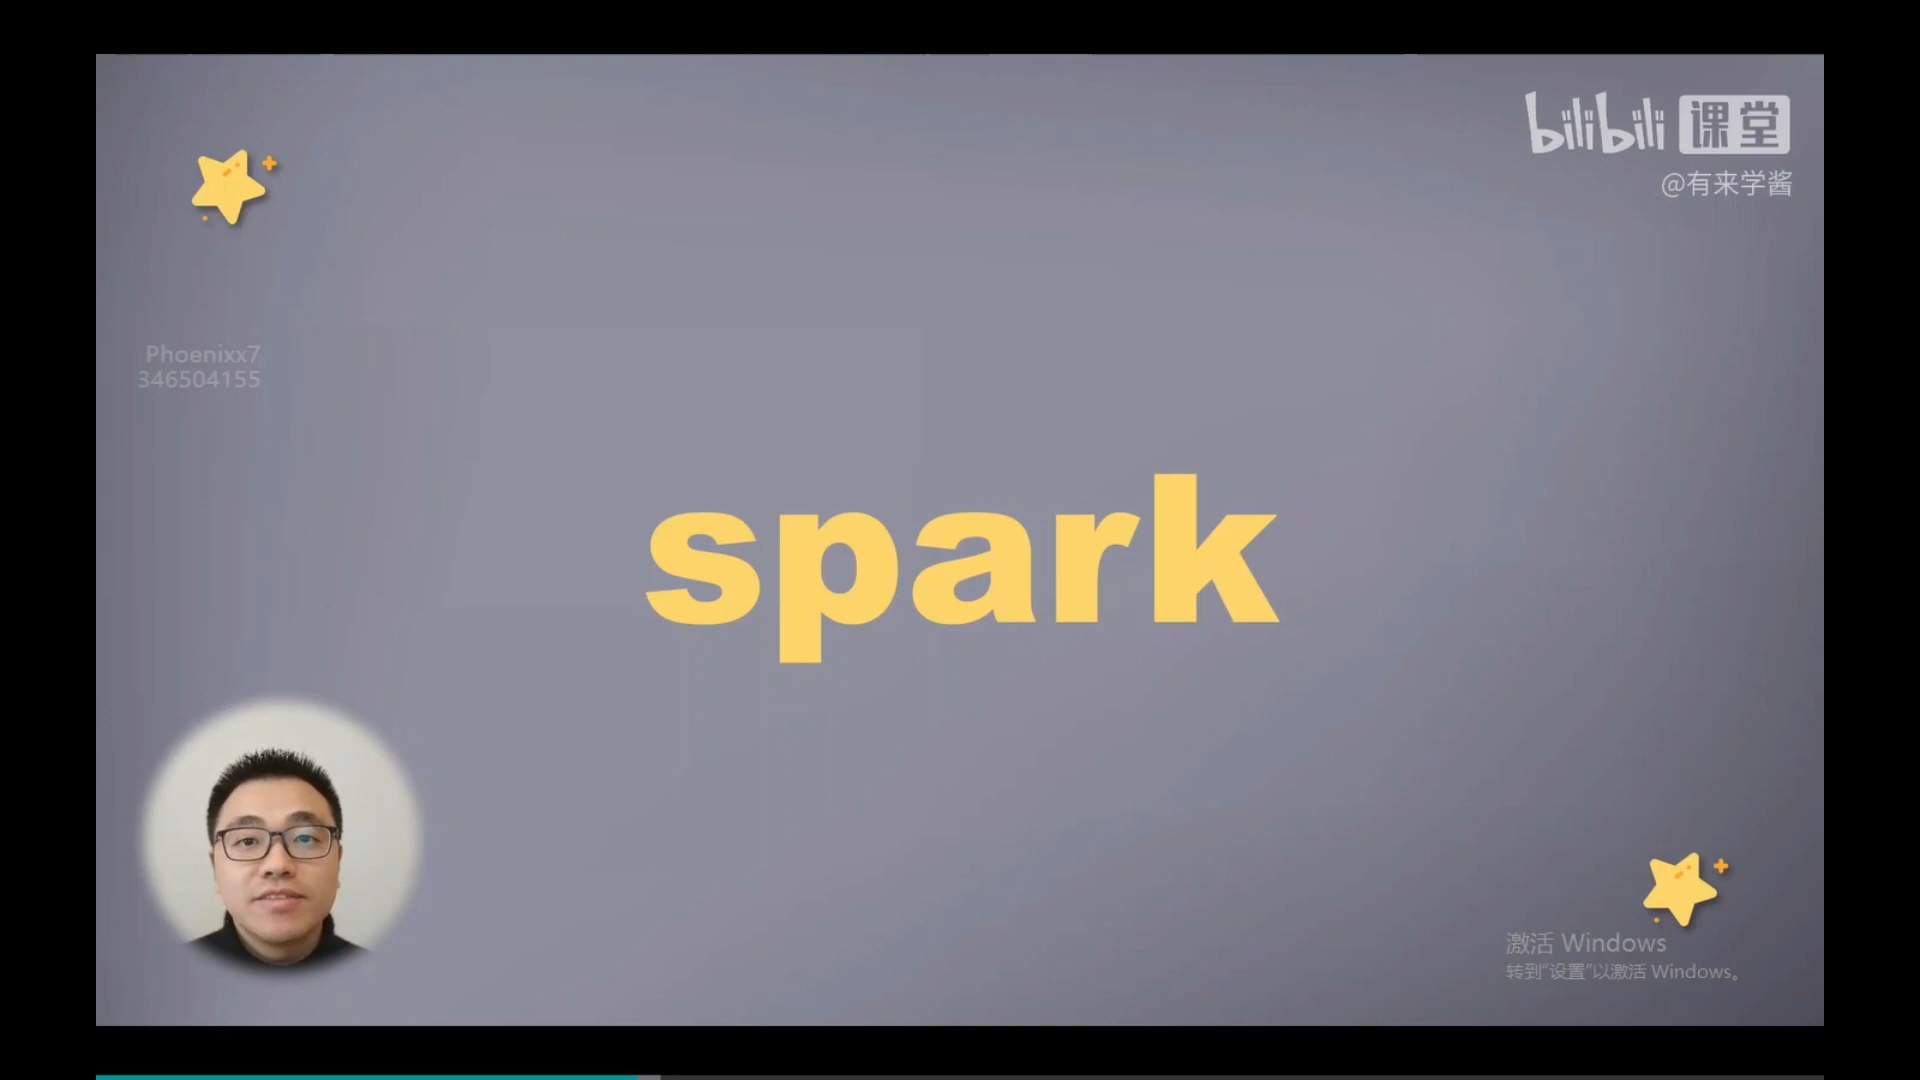 bilibili 课堂
@有来学酱
Phoenixx7
346504155
spark
激活 Windows
转到“设置”以激活 Windows。